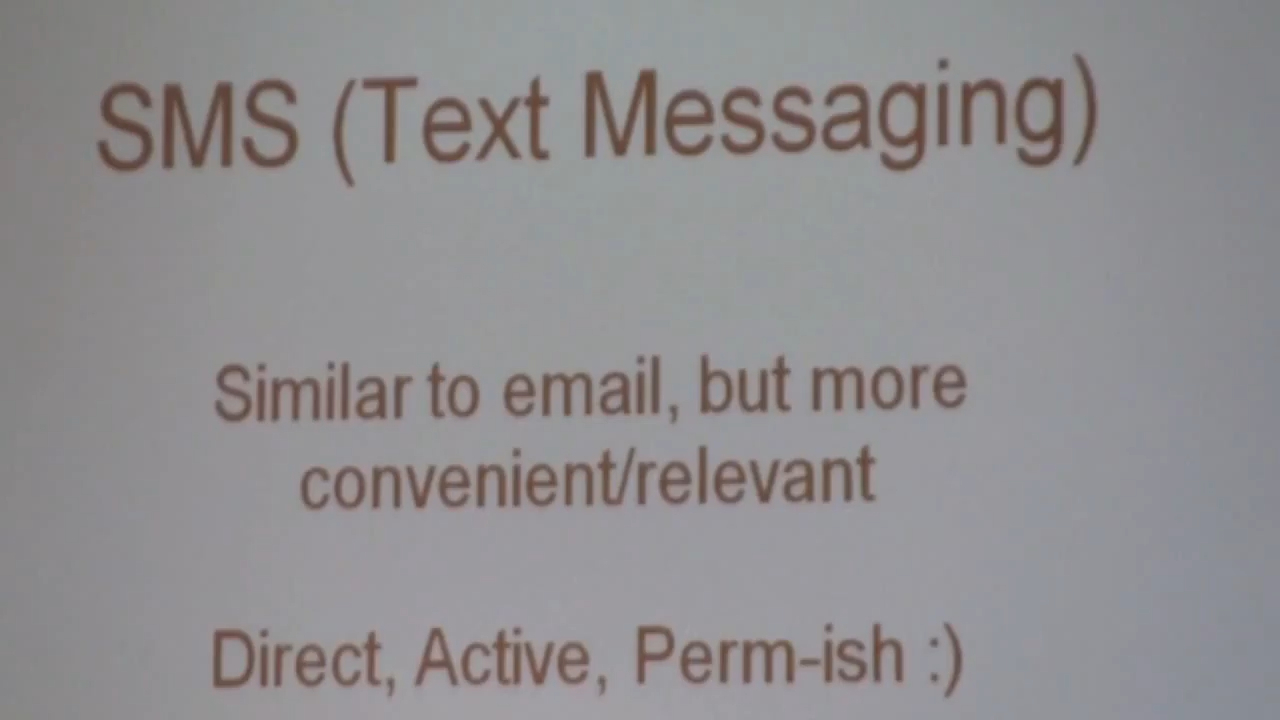 SMS (Text Messaging)
Similar to email, but more
convenient/relevant
Direct, Active, Perm-ish :)